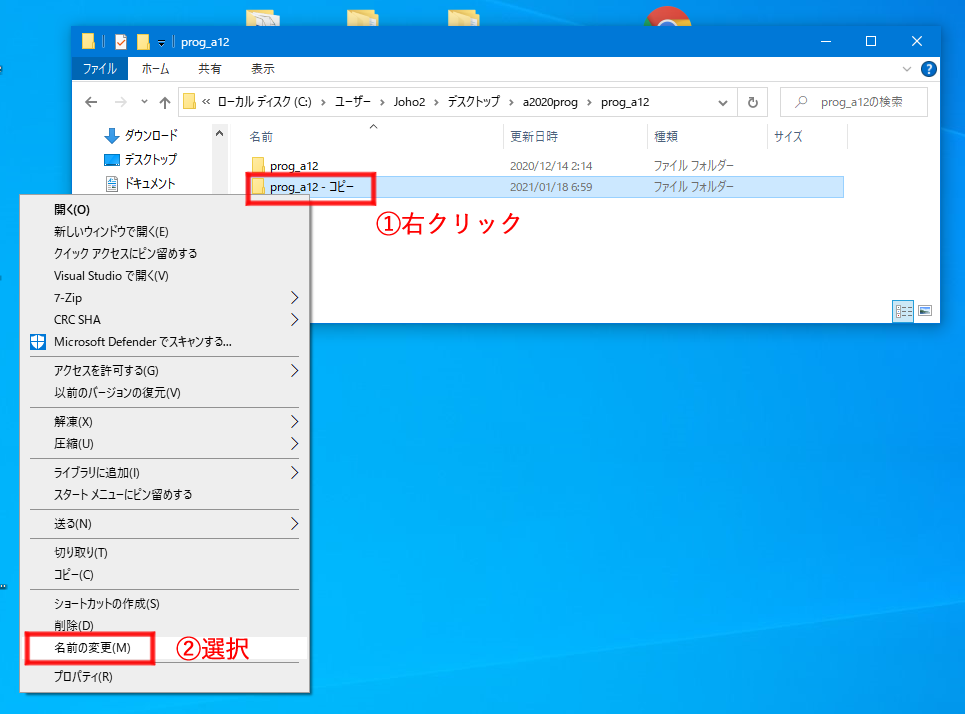 prog_a12
ファイル ホーム 共有 表示
« ローカル ディスク (C:) › ユーザー › Joho2 › デスクトップ › a2020prog › prog_a12
prog_a12の検索
ダウンロード
デスクトップ
ドキュメント
名前 更新日時 種類 サイズ
prog_a12 2020/12/14 2:14 ファイル フォルダー
prog_a12 - コピー 2021/01/18 6:59 ファイル フォルダー
①右クリック
開く(O)
新しいウィンドウで開く(E)
クイック アクセスにピン留めする
Visual Studio で開く(V)
7-Zip
CRC SHA
Microsoft Defender でスキャンする...
アクセスを許可する(G)
以前のバージョンの復元(V)
解凍(X)
圧縮(U)
ライブラリに追加(I)
スタート メニューにピン留めする
送る(N)
切り取り(T)
コピー(C)
ショートカットの作成(S)
削除(D)
名前の変更(M)
②選択
プロパティ(R)